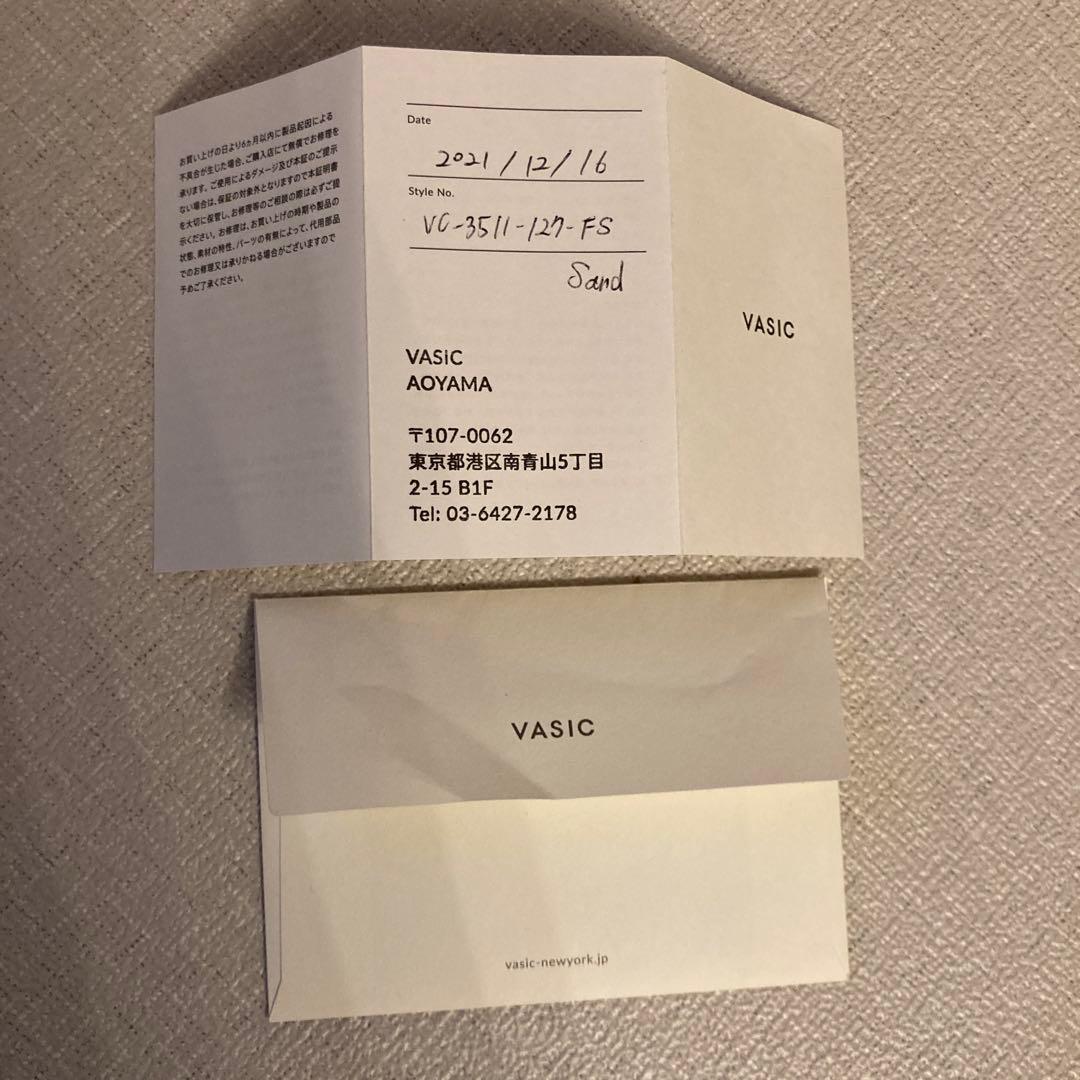 お買い上げの日より6ヵ月以内に製品起因による
不具合が生じた場合、ご購入店にて無償でお修理を
承ります。ご使用によるダメージ及び本証のご提示
ない場合は、保証の対象外となりますので本証明書
を大切に保管し、お修理等のご相談の際は必ずご提
示ください。お修理は、お買い上げの時期や製品の
状態、素材の特性、パーツの有無によって、代用部品
でのお修理又は承りかねる場合がございますので
予めご了承ください。
Date
2021/12/16
Style No.
VC-3511-127-FS
Sand
VASIC
AOYAMA
〒107-0062
東京都港区南青山5丁目
2-15 B1F
Tel: 03-6427-2178
VASIC
VASIC
vasic-newyork.jp